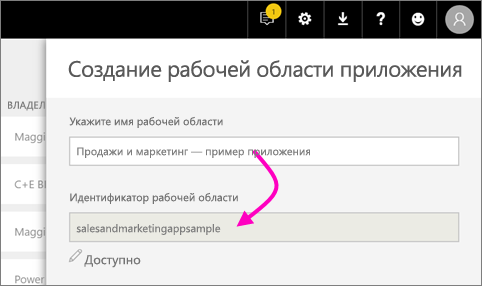 1
?
Создание рабочей области приложения
ВЛАДЕЛ
Укажите имя рабочей области
Maggi
Продажи и маркетинг — пример приложения
C+E BI
Идентификатор рабочей области
Maggi
salesandmarketingappsample
Доступно
Power